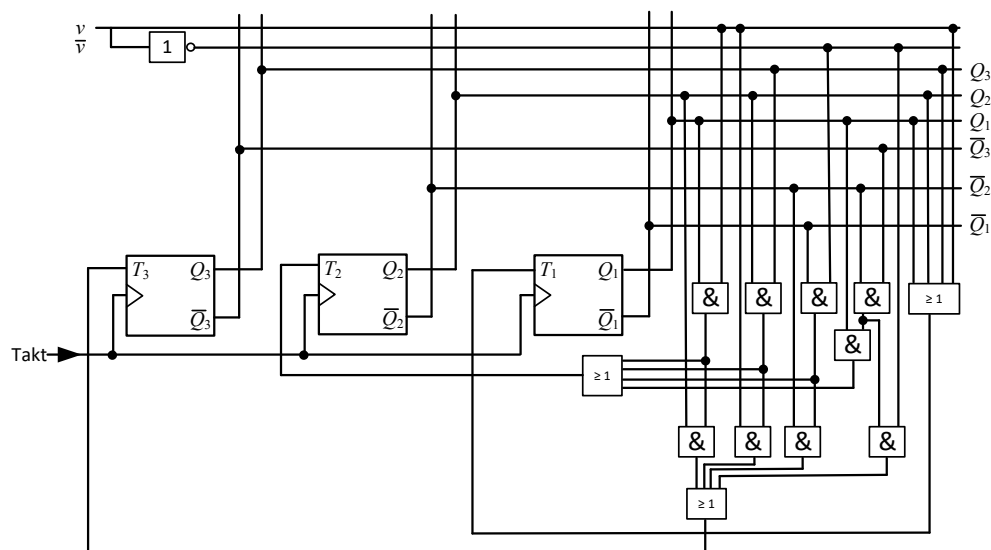 v
v̅
1
Q₃
Q₂
Q₁
Q̅₃
Q̅₂
Q̅₁
T₃ Q₃
Q̅₃
T₂ Q₂
Q̅₂
T₁ Q₁
Q̅₁
& & & & ≥ 1
&
Takt
≥ 1
& & & &
≥ 1